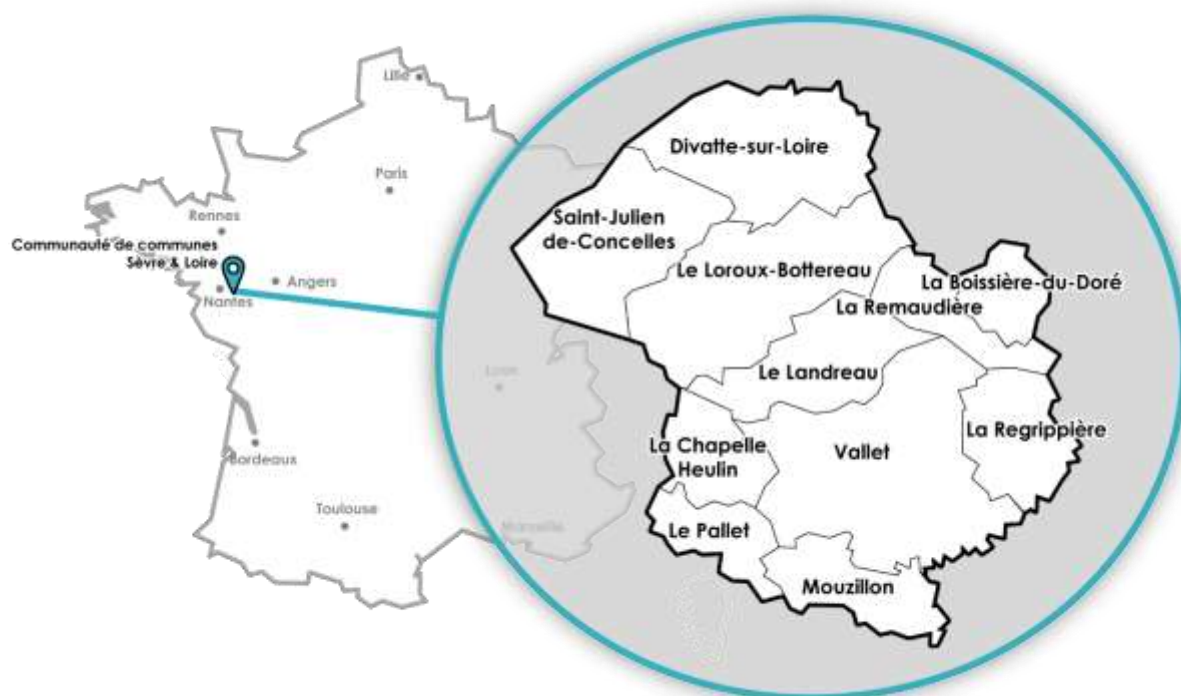 Lille
Paris
Rennes
Communauté de communes
Sèvre & Loire
Angers
Nantes
Lyon
Bordeaux
Toulouse
Marseille
Divatte-sur-Loire
Saint-Julien
de-Concelles
Le Loroux-Bottereau
La Boissière-du-Doré
La Remaudière
Le Landreau
La Regrippière
La Chapelle
Heulin
Vallet
Le Pallet
Mouzillon